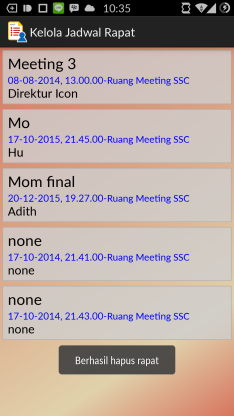 10:35
Kelola Jadwal Rapat
Meeting 3
08-08-2014, 13.00.00-Ruang Meeting SSC
Direktur Icon
Mo
17-10-2015, 21.45.00-Ruang Meeting SSC
Hu
Mom final
20-12-2015, 19.27.00-Ruang Meeting SSC
Adith
none
17-10-2014, 21.41.00-Ruang Meeting SSC
none
none
17-10-2014, 21.43.00-Ruang Meeting SSC
none
Berhasil hapus rapat